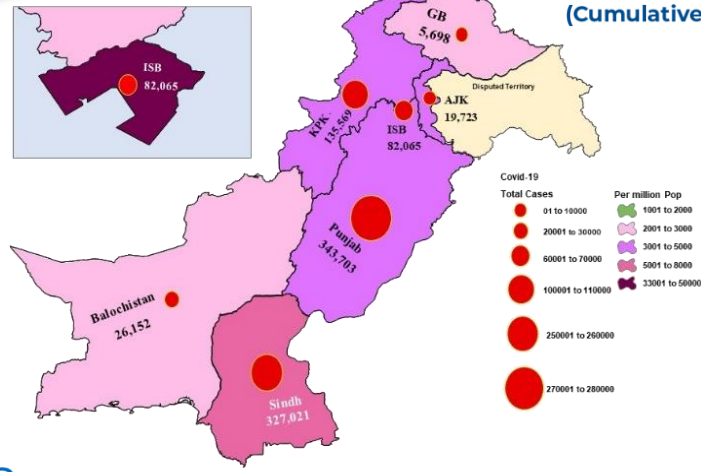 (Cumulative
GB
5,698
ISB
82,065
Disputed Territory
AJK
19,723
KPK
135,569
ISB
82,065
Covid-19
Total Cases
01 to 10000
20001 to 30000
60001 to 70000
100001 to 110000
250001 to 260000
270001 to 280000
Per million Pop
1001 to 2000
2001 to 3000
3001 to 5000
5001 to 8000
33001 to 50000
Punjab
343,703
Balochistan
26,152
Sindh
327,021